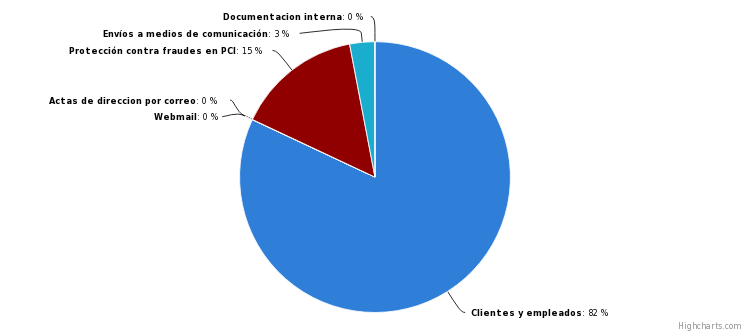 Documentacion interna: 0 %
Envíos a medios de comunicación: 3 %
Protección contra fraudes en PCI: 15 %
Actas de direccion por correo: 0 %
Webmail: 0 %
Clientes y empleados: 82 %
Highcharts.com